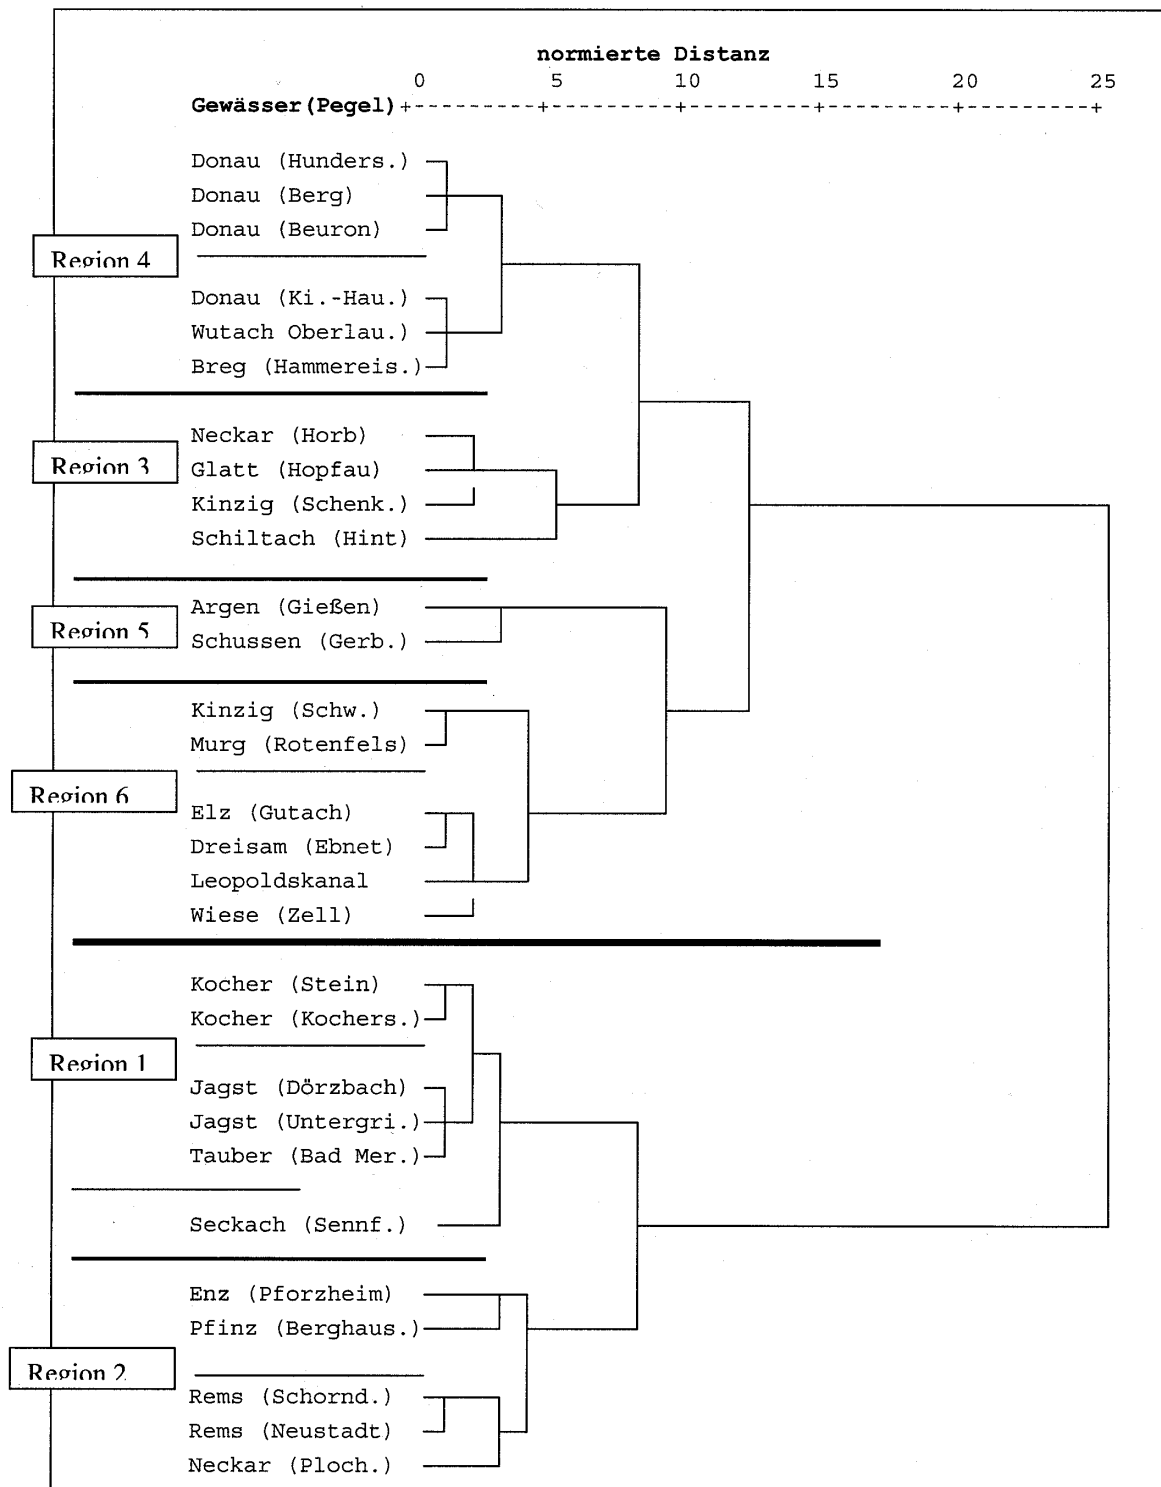 normierte Distanz
0 5 10 15 20 25
Gewässer(Pegel)+---------+---------+---------+---------+---------+
Donau (Hunders.)
Donau (Berg)
Donau (Beuron)
Region 4
Donau (Ki.-Hau.)
Wutach Oberlau.)
Breg (Hammereis.)
Neckar (Horb)
Region 3
Glatt (Hopfau)
Kinzig (Schenk.)
Schiltach (Hint)
Argen (Gießen)
Region 5
Schussen (Gerb.)
Kinzig (Schw.)
Murg (Rotenfels)
Region 6
Elz (Gutach)
Dreisam (Ebnet)
Leopoldskanal
Wiese (Zell)
Kocher (Stein)
Kocher (Kochers.)
Region 1
Jagst (Dörzbach)
Jagst (Untergri.)
Tauber (Bad Mer.)
Seckach (Sennf.)
Enz (Pforzheim)
Pfinz (Berghaus.)
Region 2
Rems (Schornd.)
Rems (Neustadt)
Neckar (Ploch.)